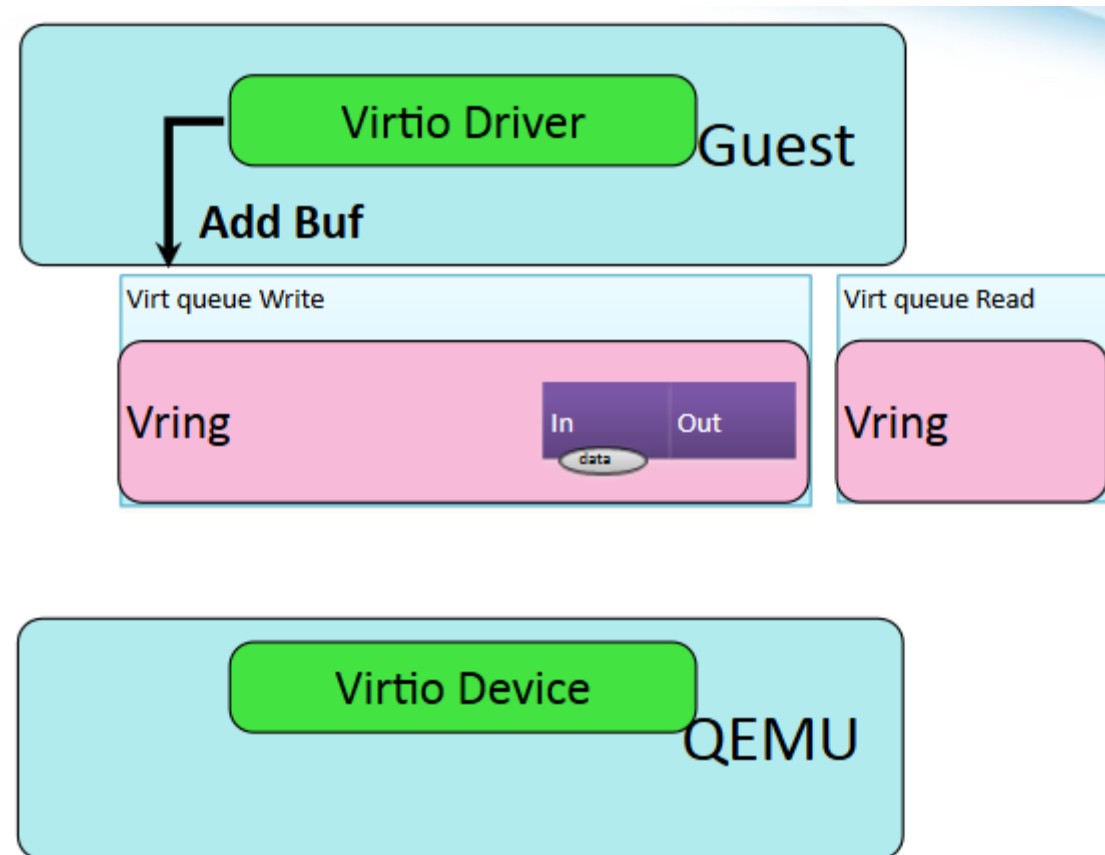 Virtio Driver
Guest
Add Buf
Virt queue Write
Virt queue Read
Vring
In
Out
Vring
data
Virtio Device
QEMU